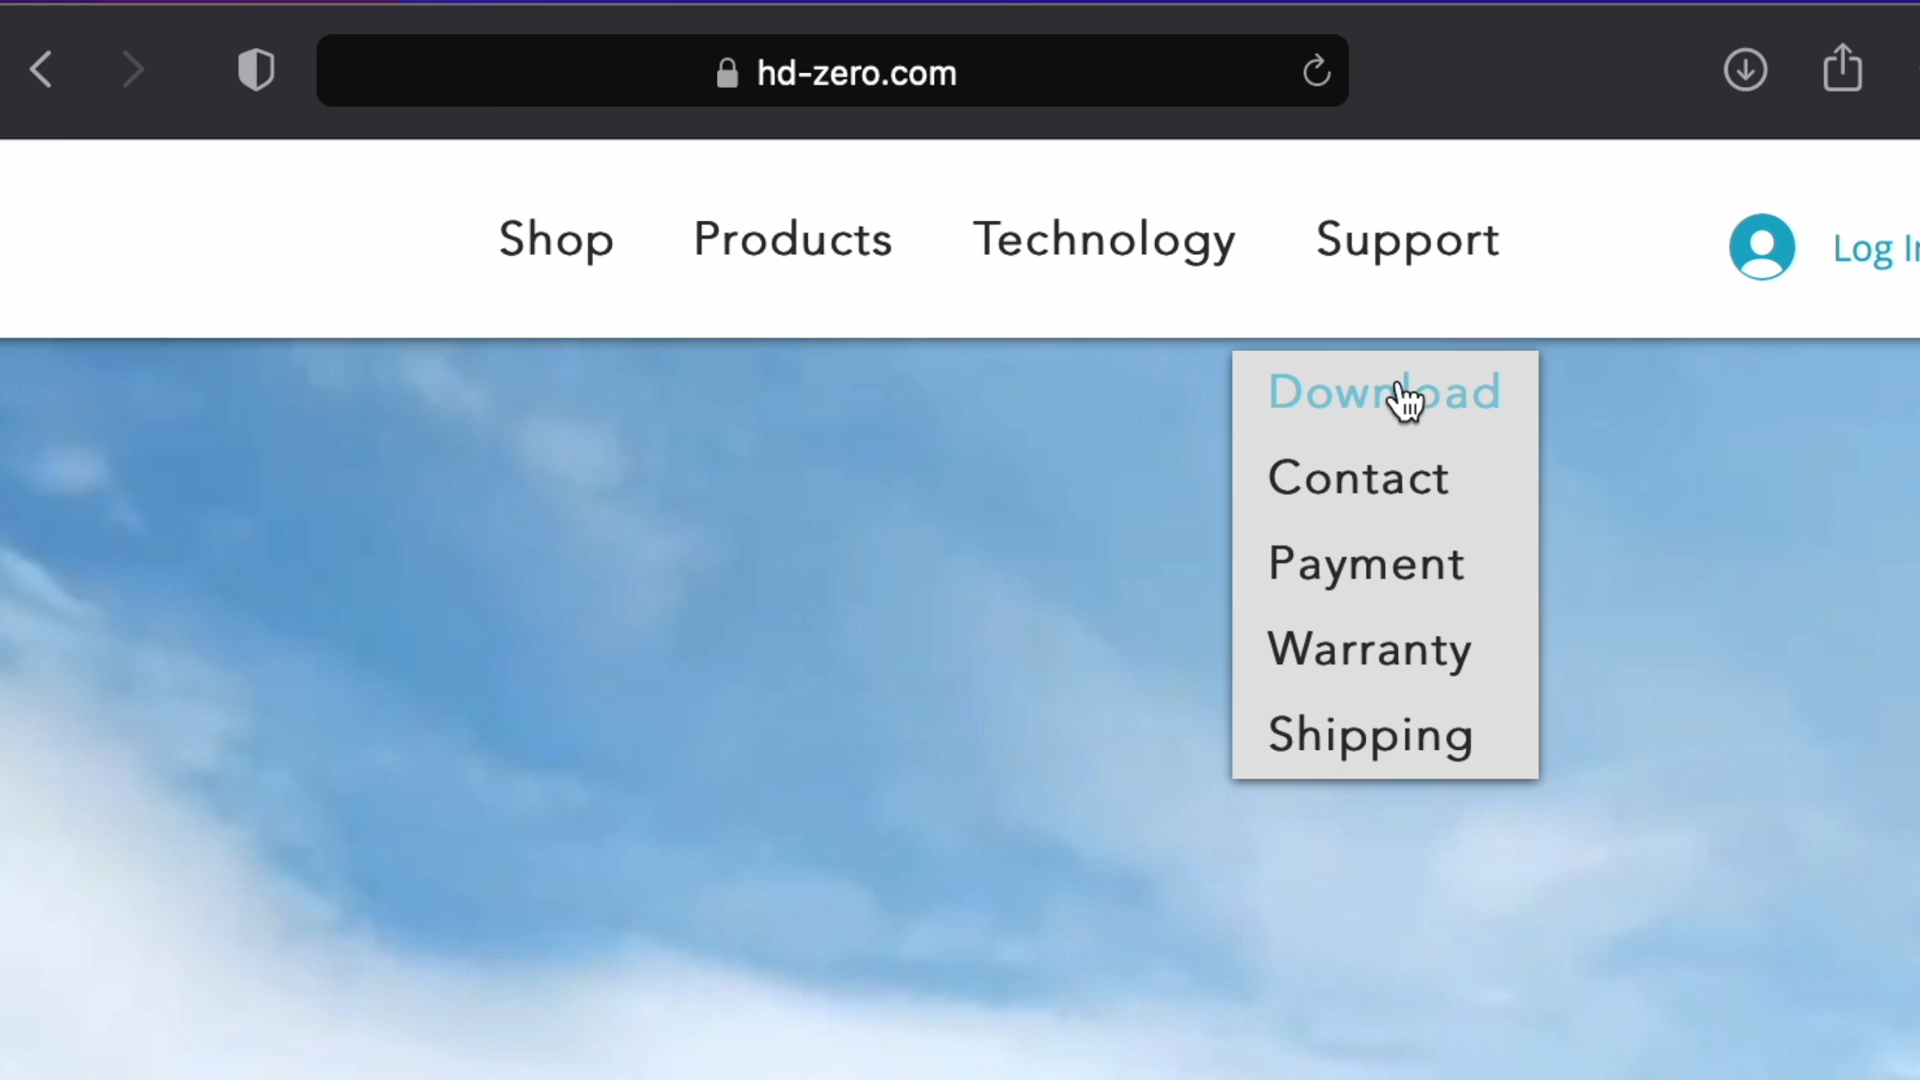 hd-zero.com
Shop Products Technology Support Log
Download
Contact
Payment
Warranty
Shipping